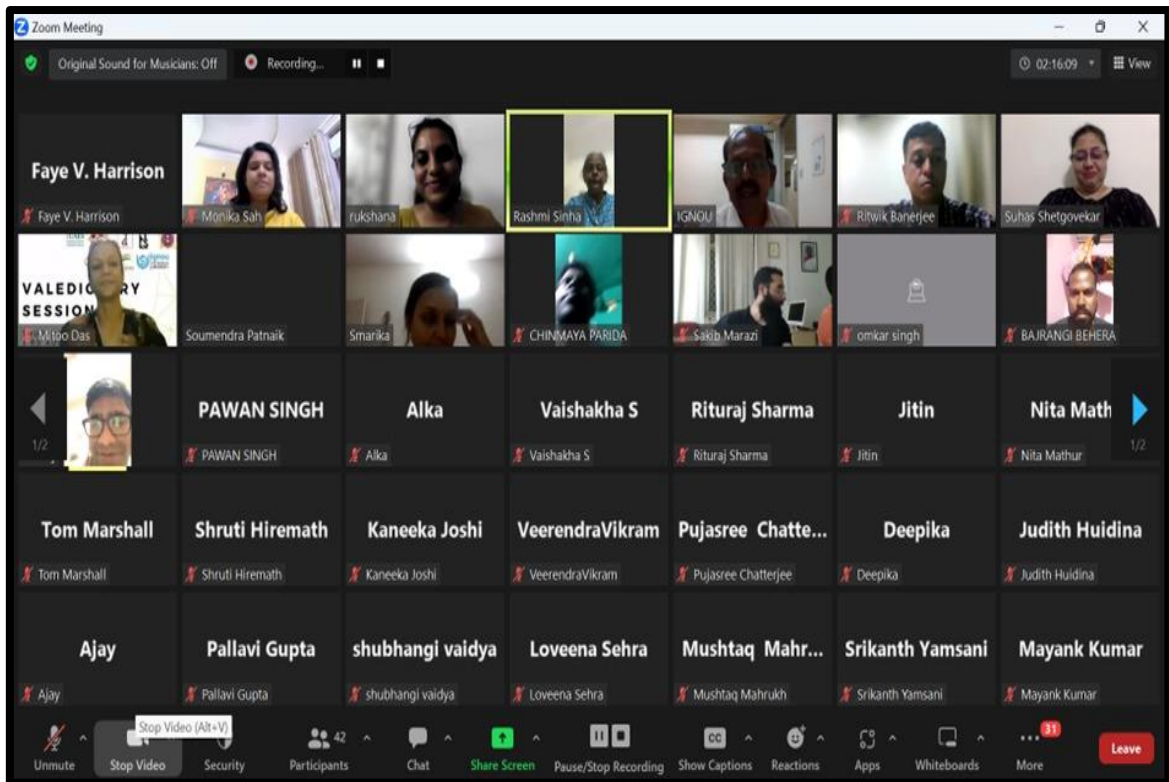 Zoom Meeting
Original Sound for Musicians: Off
Recording...
02:16:09
View
Faye V. Harrison
Faye V. Harrison
Monika Sah
rukshana
Rashmi Sinha
IGNOU
Ritwik Banerjee
Suhas Shetgovekar
VALEDICTORY
SESSION
Mitoo Das
Soumendra Patnaik
Smarika
CHINMAYA PARIDA
Sakib Marazi
omkar singh
BAJRANGI BEHERA
1/2
PAWAN SINGH
PAWAN SINGH
Alka
Alka
Vaishakha S
Vaishakha S
Rituraj Sharma
Rituraj Sharma
Jitin
Jitin
Nita Math
Nita Mathur
1/2
Tom Marshall
Tom Marshall
Shruti Hiremath
Shruti Hiremath
Kaneeka Joshi
Kaneeka Joshi
VeerendraVikram
VeerendraVikram
Pujasree Chatte...
Pujasree Chatterjee
Deepika
Deepika
Judith Huidina
Judith Huidina
Ajay
Ajay
Pallavi Gupta
Pallavi Gupta
shubhangi vaidya
shubhangi vaidya
Loveena Sehra
Loveena Sehra
Mushtaq Mahr...
Mushtaq Mahrukh
Srikanth Yamsani
Srikanth Yamsani
Mayank Kumar
Mayank Kumar
Stop Video (Alt+V)
Unmute
Stop Video
Security
42
Participants
Chat
Share Screen
Pause/Stop Recording
CC
Show Captions
Reactions
Apps
Whiteboards
31
More
Leave